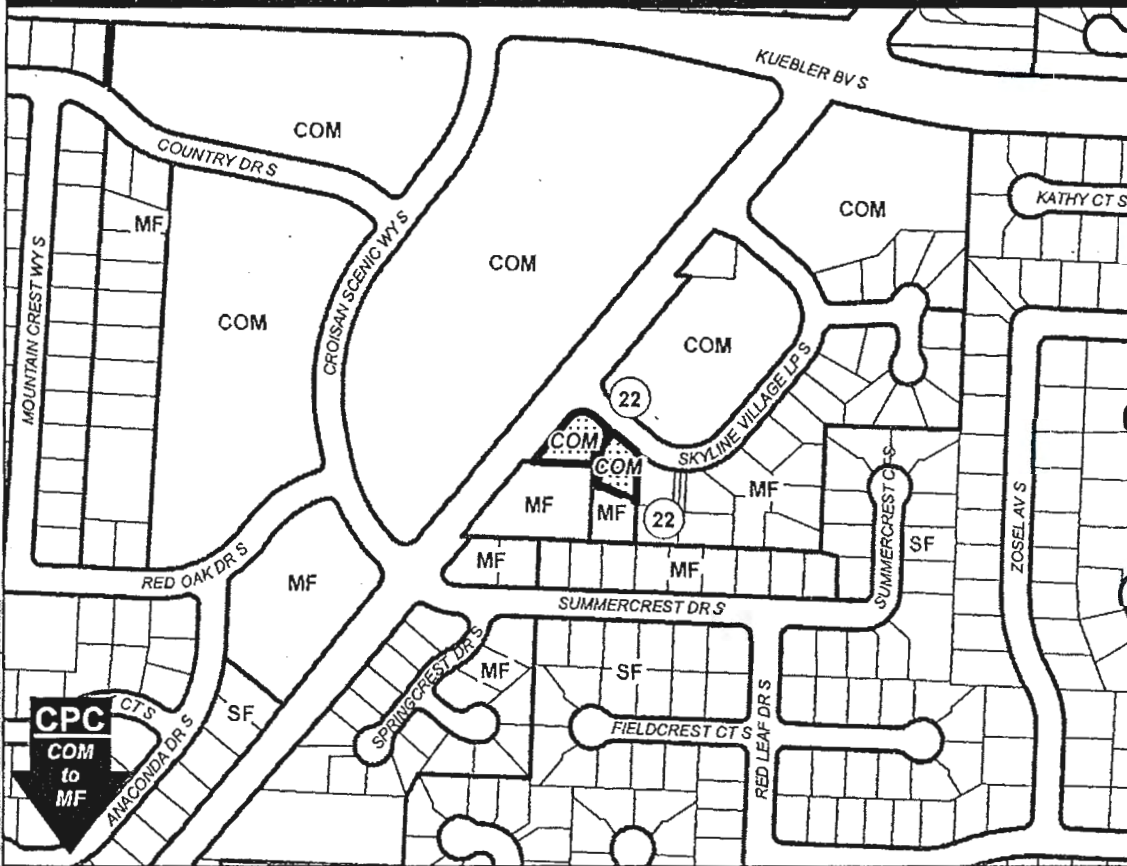 KUEBLER BV S
COM
COUNTRY DR S
MF
COM
KATHY CT S
MOUNTAIN CREST WY S
CROISAN SCENIC WY S
COM
COM
COM
SKYLINE VILLAGE LP S
22
COM
COM
MF
MF
MF
22
SUMMERCREST CT S
SF
ZOSEL AV S
MF
MF
RED OAK DR S
MF
SUMMERCREST DR S
SPRINGCREST DR S
MF
SF
RED LEAF DR S
FIELDCREST CT S
SF
CT S
ANACONDA DR S
CPC
COM
to
MF